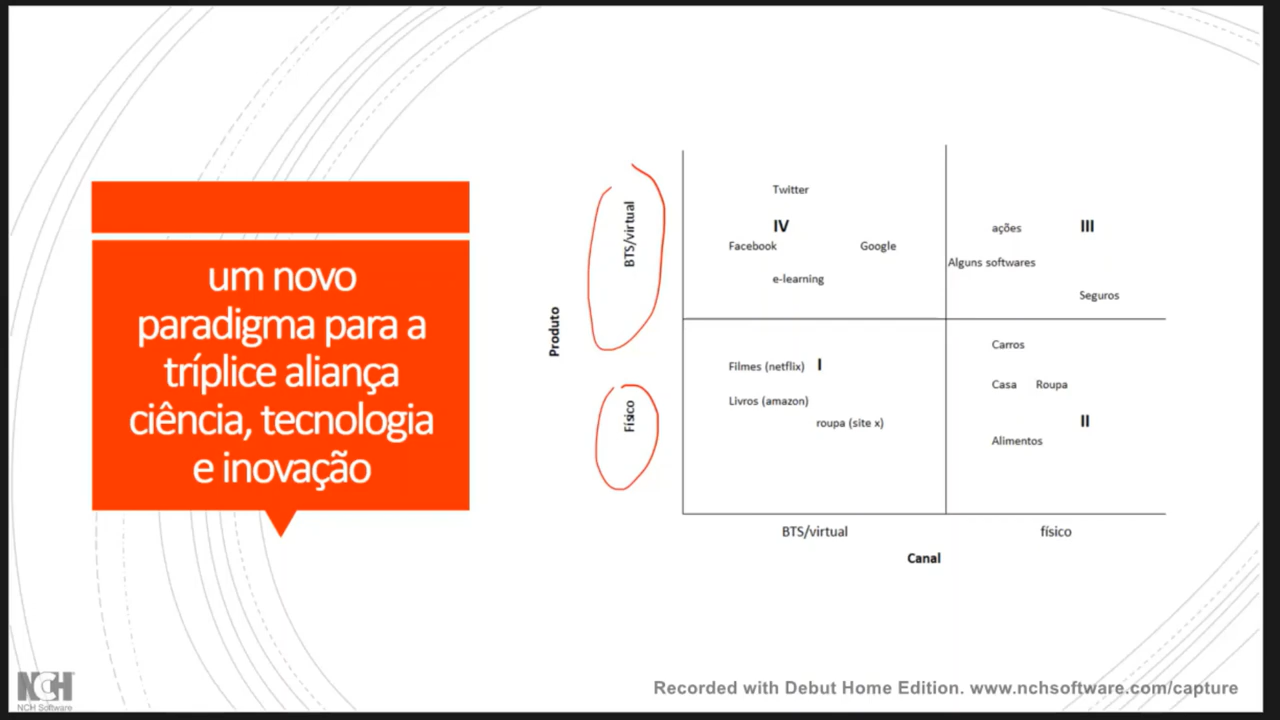 um novo
paradigma para a
tríplice aliança
ciência, tecnologia
e inovação
Produto
BTS/virtual
Físico
Twitter
IV
Facebook
Google
e-learning
ações
III
Alguns softwares
Seguros
Filmes (netflix)
I
Livros (amazon)
roupa (site x)
Carros
Casa
Roupa
II
Alimentos
BTS/virtual
físico
Canal
NCH
NCH Software
Recorded with Debut Home Edition. www.nchsoftware.com/capture